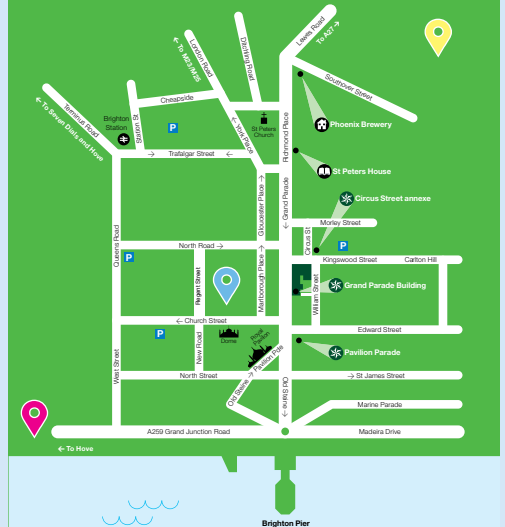 Lewes Road
To A27 →
Ditchling Road
London Road
← To M23/M25
Southover Street
Terminus Road
← To Seven Dials and Hove
Cheapside
Station St
Brighton
Station
P
St Peters
Church
York Place →
Richmond Place
Phoenix Brewery
→ Trafalgar Street ←
St Peters House
Gloucester Place →
← Grand Parade
Circus Street annexe
Morley Street
Circus St
P
Queens Road
North Road →
P
Kingswood Street
Carlton Hill
Regent Street
Marlborough Place →
William Street
Grand Parade Building
← Church Street
P
Dome
Royal
Pavilion
Edward Street
New Road
Pavilion Pde
Pavilion Parade
West Street
North Street
→ St James Street
Old Steine →
Old Steine →
Marine Parade
A259 Grand Junction Road
Madeira Drive
← To Hove
Brighton Pier